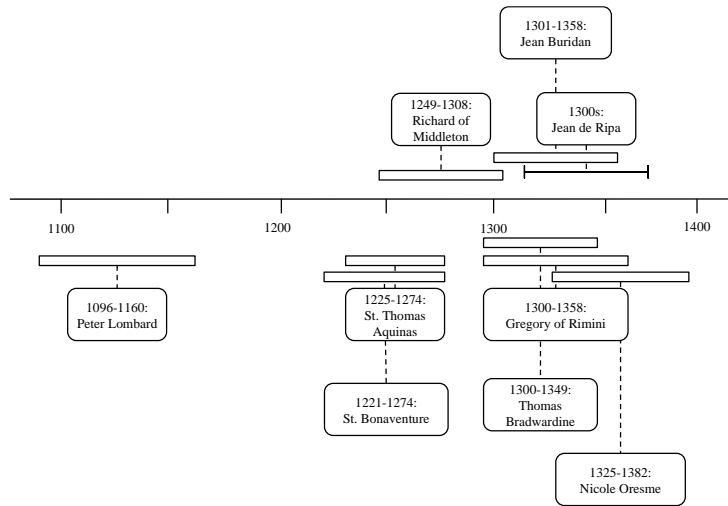 1301-1358:
Jean Buridan
1249-1308:
Richard of
Middleton
1300s:
Jean de Ripa
1100
1200
1300
1400
1096-1160:
Peter Lombard
1225-1274:
St. Thomas
Aquinas
1300-1358:
Gregory of Rimini
1221-1274:
St. Bonaventure
1300-1349:
Thomas
Bradwardine
1325-1382:
Nicole Oresme